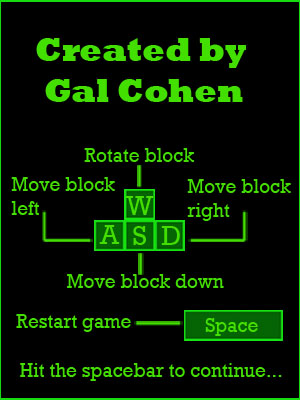 Created by
Gal Cohen
Rotate block
Move block
left
Move block
right
W
A S D
Move block down
Restart game
Space
Hit the spacebar to continue...